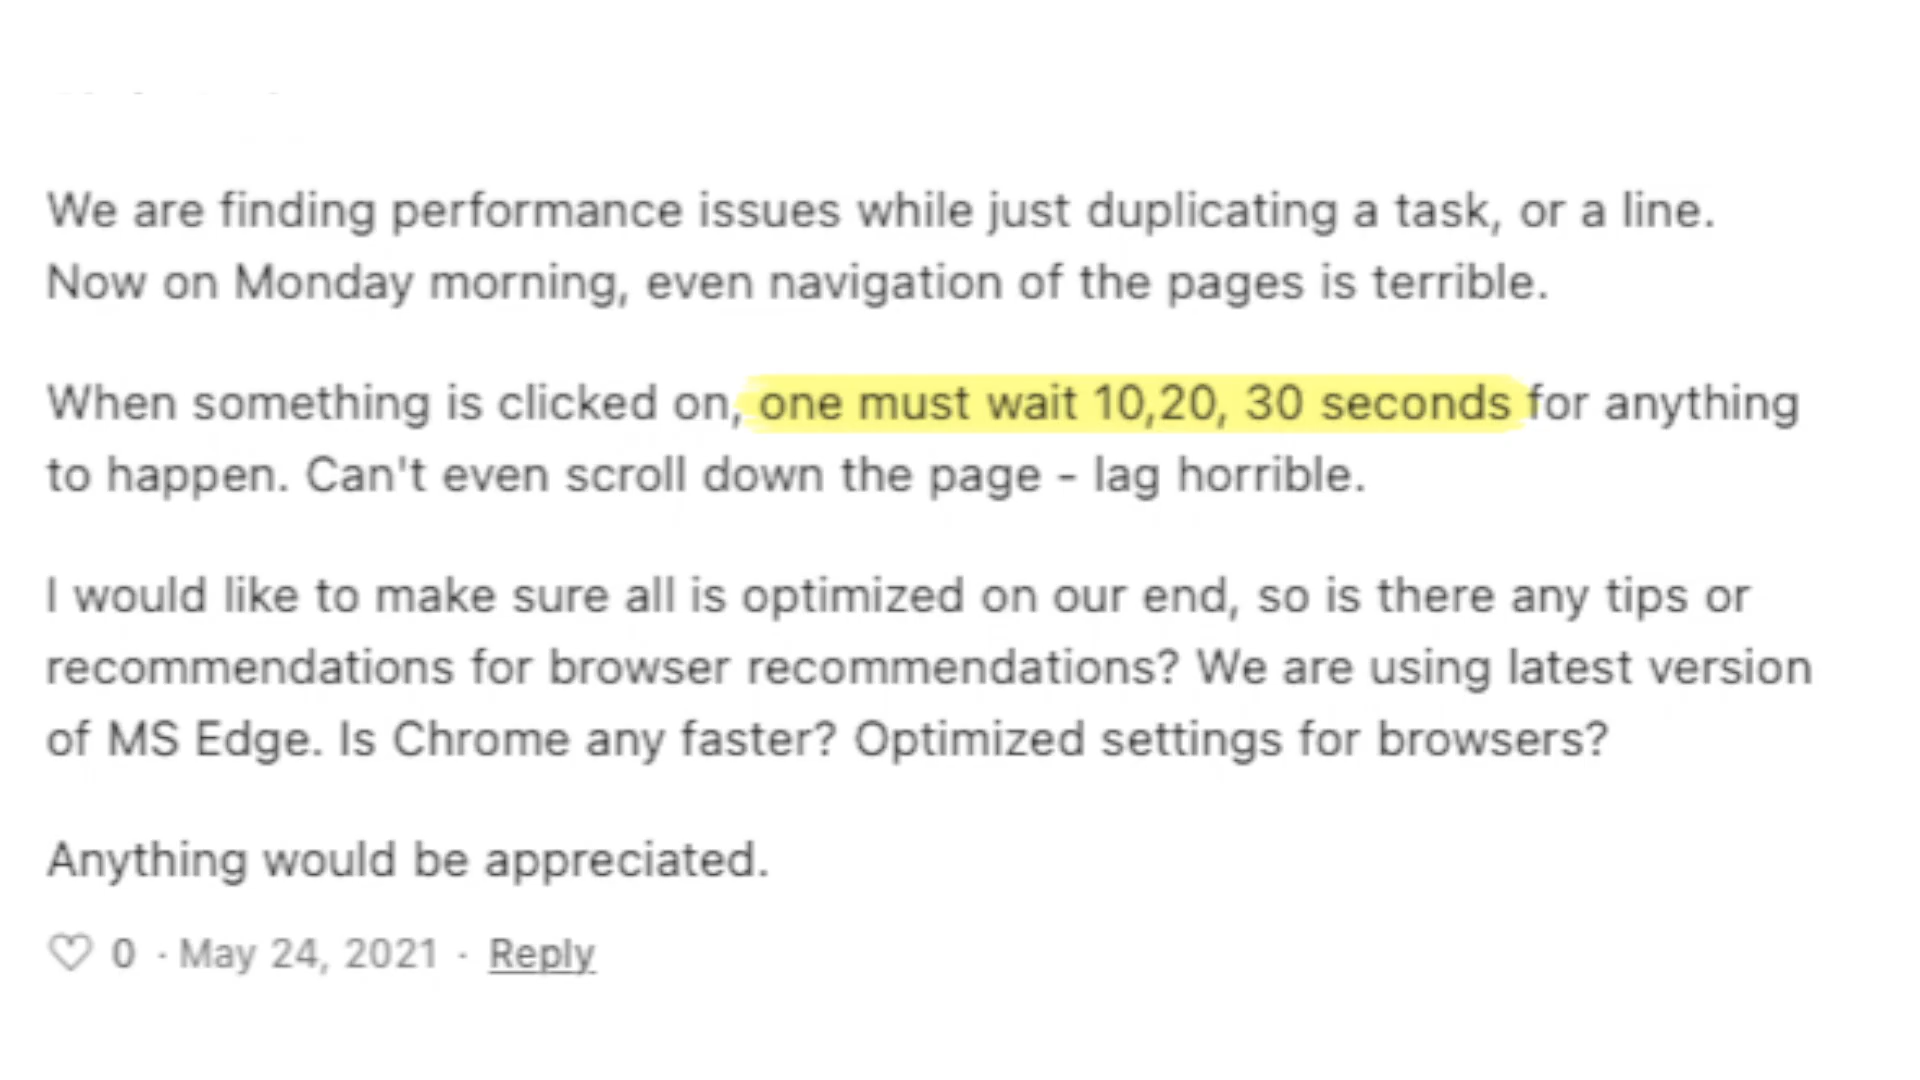 We are finding performance issues while just duplicating a task, or a line.
Now on Monday morning, even navigation of the pages is terrible.
When something is clicked on, one must wait 10,20, 30 seconds for anything
to happen. Can't even scroll down the page - lag horrible.
I would like to make sure all is optimized on our end, so is there any tips or
recommendations for browser recommendations? We are using latest version
of MS Edge. Is Chrome any faster? Optimized settings for browsers?
Anything would be appreciated.
0 · May 24, 2021 · Reply